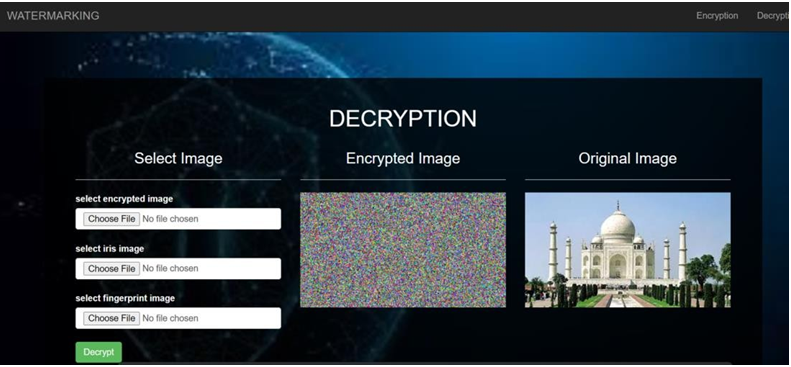 WATERMARKING
Encryption
Decrypti
DECRYPTION
Select Image
Encrypted Image
Original Image
select encrypted image
Choose File No file chosen
select iris image
Choose File No file chosen
select fingerprint image
Choose File No file chosen
Decrypt